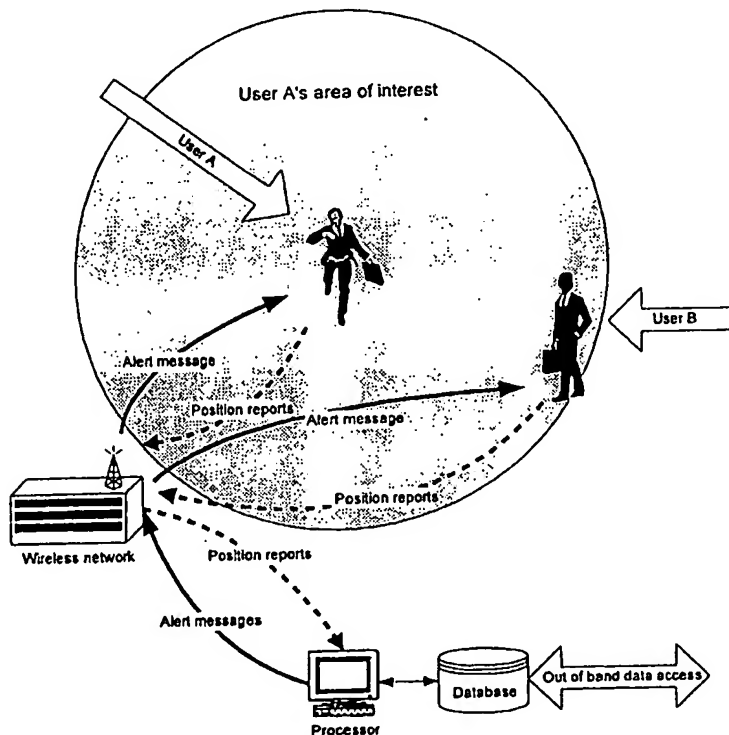 User A's area of interest
User A
User B
Alert message
Position reports
Alert message
Position reports
Wireless network
Position reports
Alert messages
Database
Out of band data access
Processor